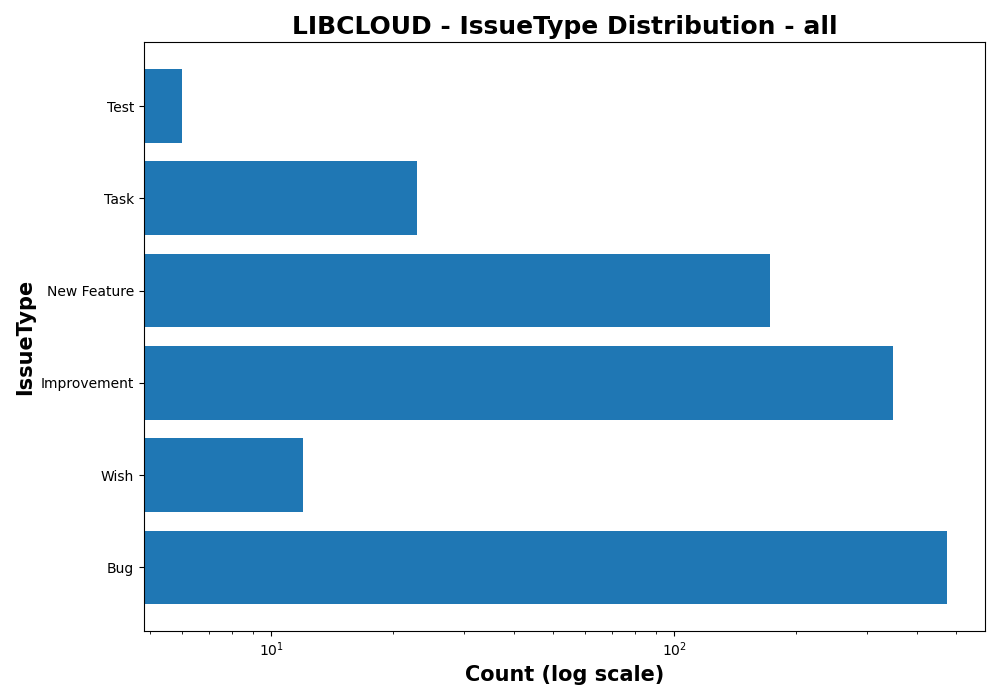 LIBCLOUD - IssueType Distribution - all
Test
Task
New Feature
Improvement
Wish
Bug
IssueType
10¹
10²
Count (log scale)